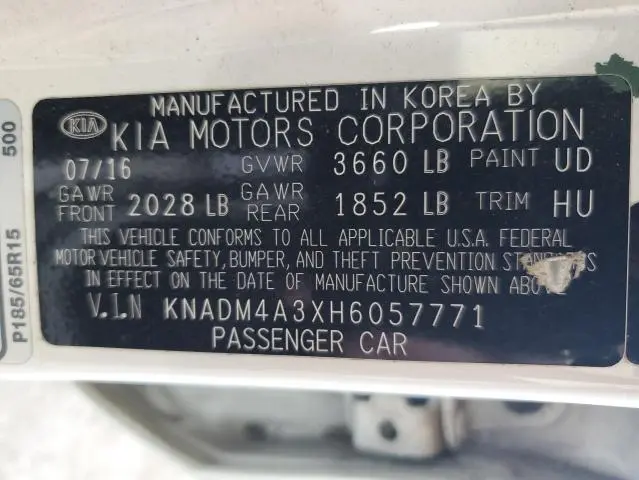 MANUFACTURED IN KOREA BY
KIA KIA MOTORS CORPORATION
07/16 GVWR 3660 LB PAINT UD
GAWR FRONT 2028 LB GAWR REAR 1852 LB TRIM HU
THIS VEHICLE CONFORMS TO ALL APPLICABLE U.S.A. FEDERAL
MOTOR VEHICLE SAFETY, BUMPER, AND THEFT PREVENTION STANDARDS
IN EFFECT ON THE DATE OF MANUFACTURE SHOWN ABOVE
V.I.N KNADM4A3XH6057771
PASSENGER CAR
P185/65R15 500